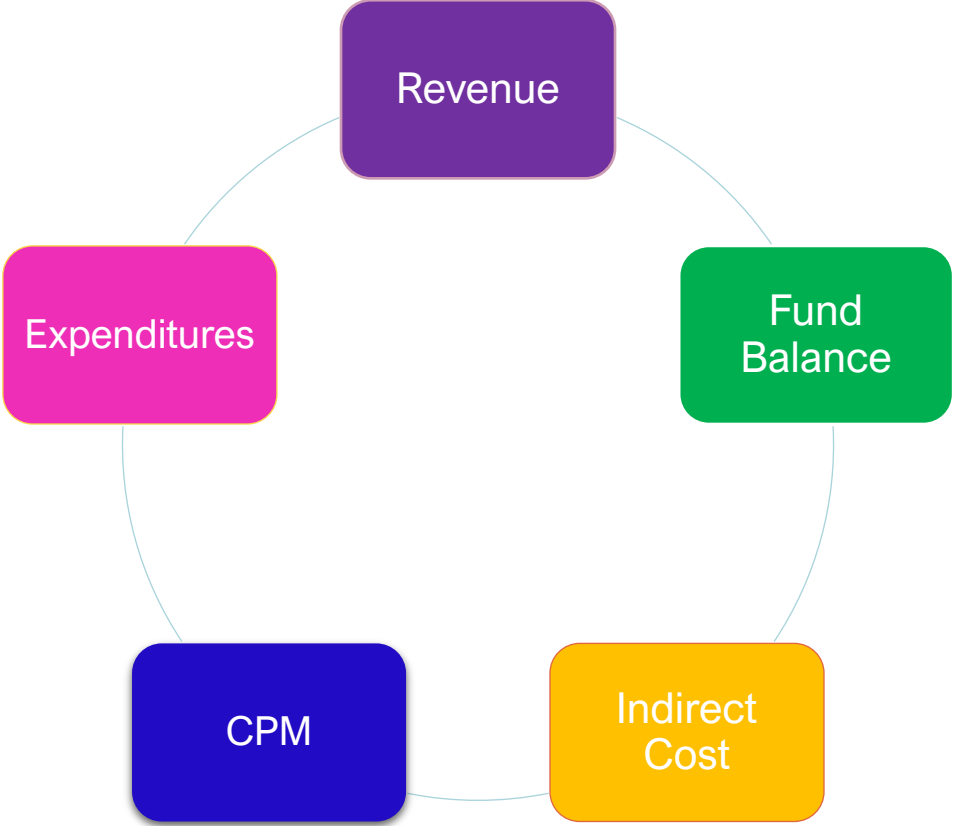 Revenue
Expenditures
Fund
Balance
CPM
Indirect
Cost